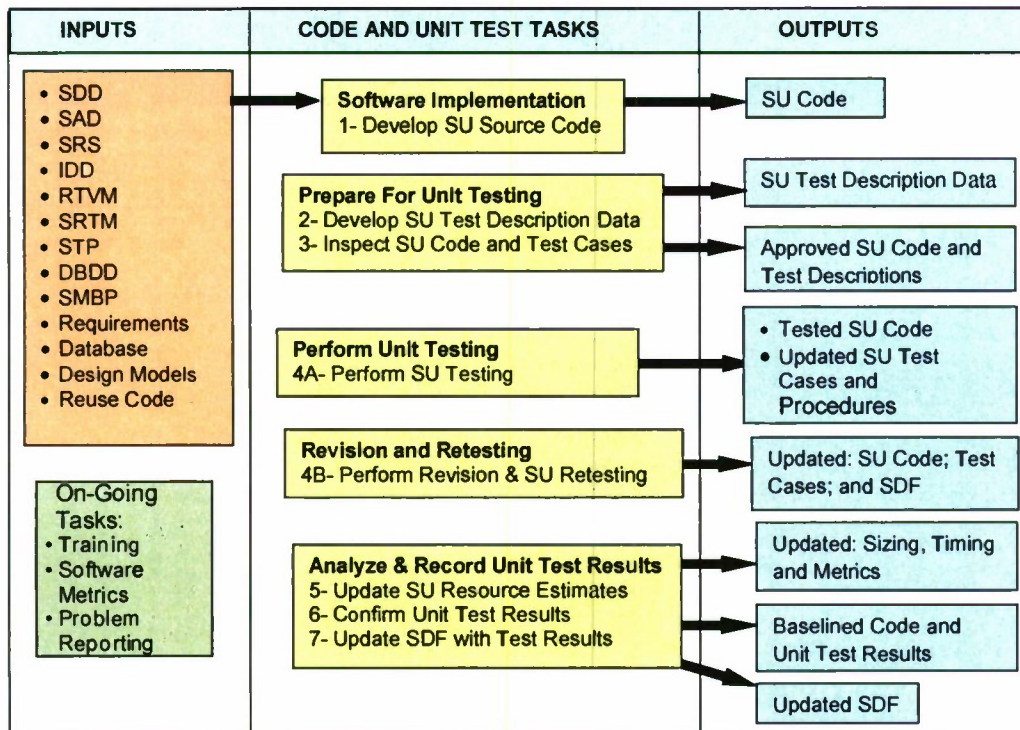 INPUTS
CODE AND UNIT TEST TASKS
OUTPUTS
• SDD
• SAD
• SRS
• IDD
• RTVM
• SRTM
• STP
• DBDD
• SMBP
• Requirements
• Database
• Design Models
• Reuse Code
On-Going
Tasks:
• Training
• Software
Metrics
• Problem
Reporting
Software Implementation
1- Develop SU Source Code
Prepare For Unit Testing
2- Develop SU Test Description Data
3- Inspect SU Code and Test Cases
Perform Unit Testing
4A- Perform SU Testing
Revision and Retesting
4B- Perform Revision & SU Retesting
Analyze & Record Unit Test Results
5- Update SU Resource Estimates
6- Confirm Unit Test Results
7- Update SDF with Test Results
SU Code
SU Test Description Data
Approved SU Code and
Test Descriptions
• Tested SU Code
• Updated SU Test
Cases and
Procedures
Updated: SU Code; Test
Cases; and SDF
Updated: Sizing, Timing
and Metrics
Baselined Code and
Unit Test Results
Updated SDF